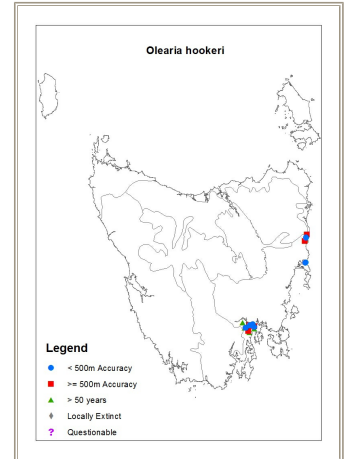 Olearia hookeri
Legend
< 500m Accuracy
>= 500m Accuracy
> 50 years
Locally Extinct
? Questionable